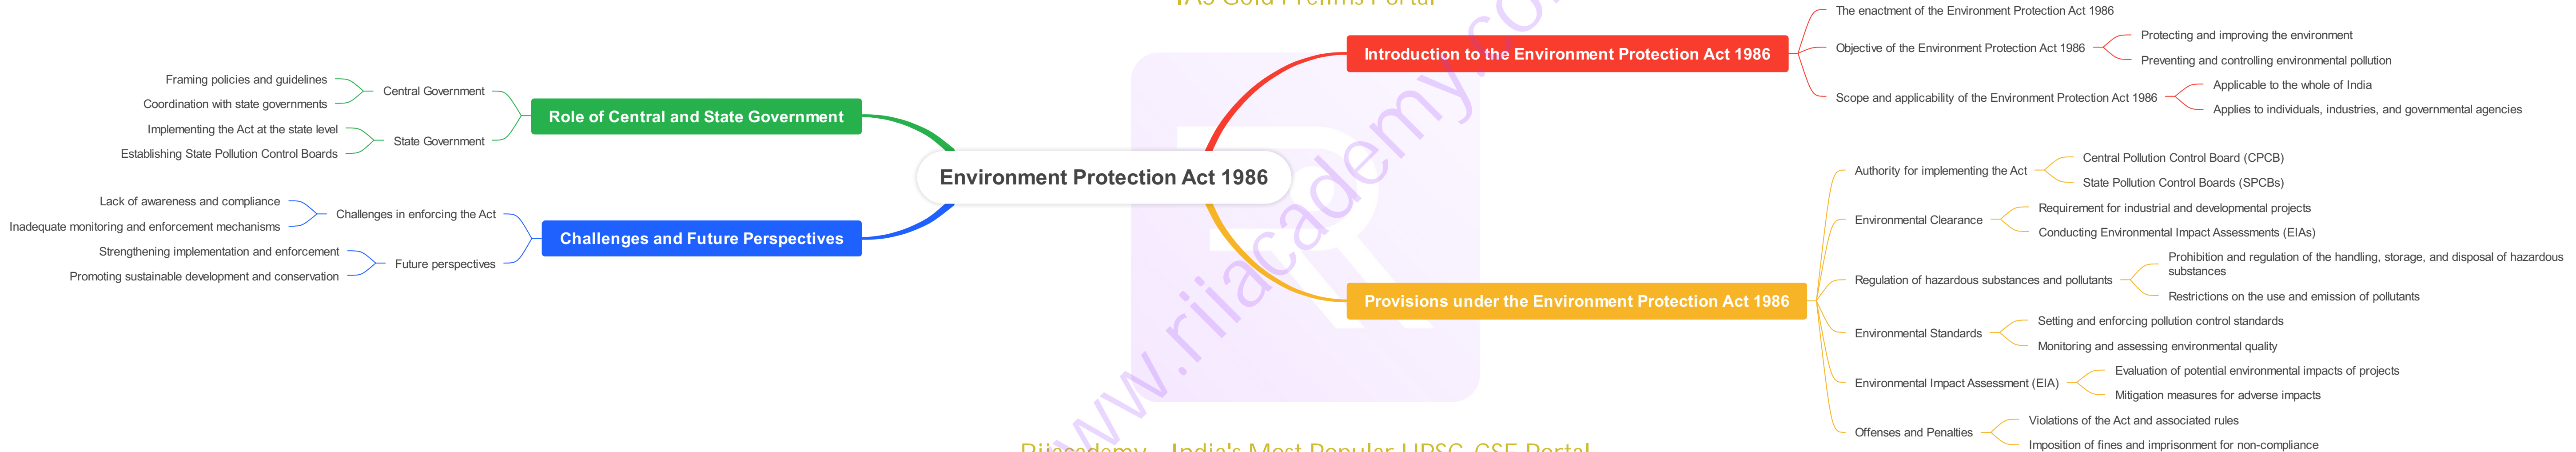 IAS Gold Prelims Portal
Environment Protection Act 1986
Introduction to the Environment Protection Act 1986
The enactment of the Environment Protection Act 1986
Objective of the Environment Protection Act 1986
Protecting and improving the environment
Preventing and controlling environmental pollution
Scope and applicability of the Environment Protection Act 1986
Applicable to the whole of India
Applies to individuals, industries, and governmental agencies
Provisions under the Environment Protection Act 1986
Authority for implementing the Act
Central Pollution Control Board (CPCB)
State Pollution Control Boards (SPCBs)
Environmental Clearance
Requirement for industrial and developmental projects
Conducting Environmental Impact Assessments (EIAs)
Regulation of hazardous substances and pollutants
Prohibition and regulation of the handling, storage, and disposal of hazardous
substances
Restrictions on the use and emission of pollutants
Environmental Standards
Setting and enforcing pollution control standards
Monitoring and assessing environmental quality
Environmental Impact Assessment (EIA)
Evaluation of potential environmental impacts of projects
Mitigation measures for adverse impacts
Offenses and Penalties
Violations of the Act and associated rules
Imposition of fines and imprisonment for non-compliance
Role of Central and State Government
Central Government
Framing policies and guidelines
Coordination with state governments
State Government
Implementing the Act at the state level
Establishing State Pollution Control Boards
Challenges and Future Perspectives
Challenges in enforcing the Act
Lack of awareness and compliance
Inadequate monitoring and enforcement mechanisms
Future perspectives
Strengthening implementation and enforcement
Promoting sustainable development and conservation
www.riiiacademy.co
India's Most Popular UPSC-CSE Portal